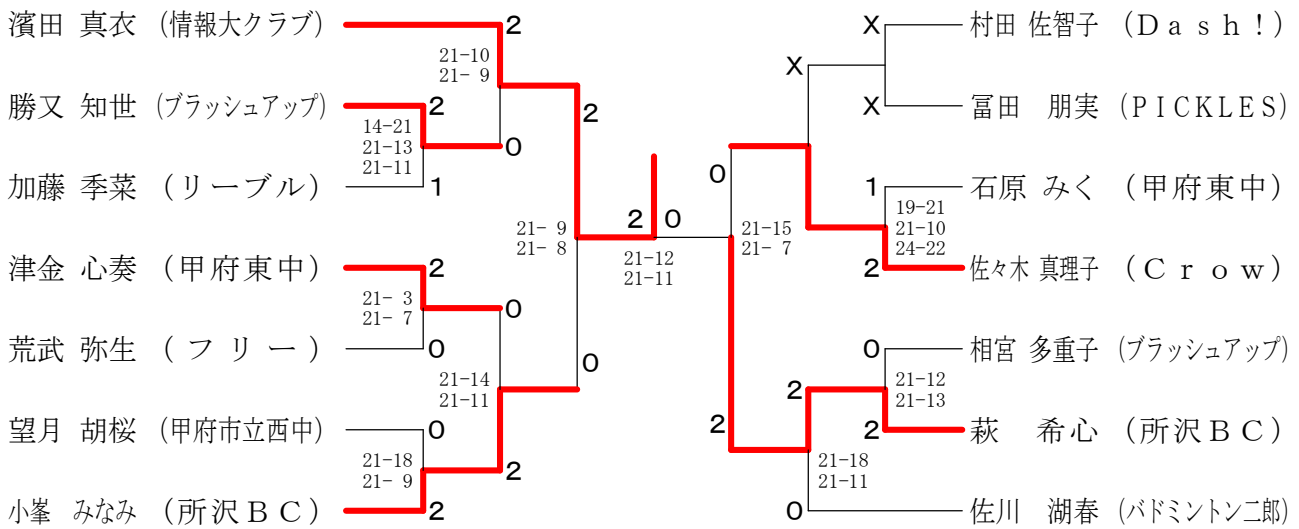 濱田 真衣 (情報大クラブ)
2
21-10
21- 9
勝又 知世 (ブラッシュアップ)
2
14-21
21-13
21-11
0
加藤 季菜 (リーブル)
1
2
津金 心奏 (甲府東中)
2
21- 3
21- 7
0
荒武 弥生 (フリー)
0
21-14
21-11
望月 胡桜 (甲府市立西中)
0
21-18
21- 9
2
小峯 みなみ (所沢BC)
2
0
21- 9
21- 8
2
0
21-12
21-11
村田 佐智子 (Dash!)
X
X
冨田 朋実 (PICKLES)
X
0
21-15
21- 7
石原 みく (甲府東中)
1
19-21
21-10
24-22
佐々木 真理子 (Crow)
2
相宮 多重子 (ブラッシュアップ)
0
21-12
21-13
2
萩 希心 (所沢BC)
2
2
21-18
21-11
佐川 湖春 (バドミントン二郎)
0